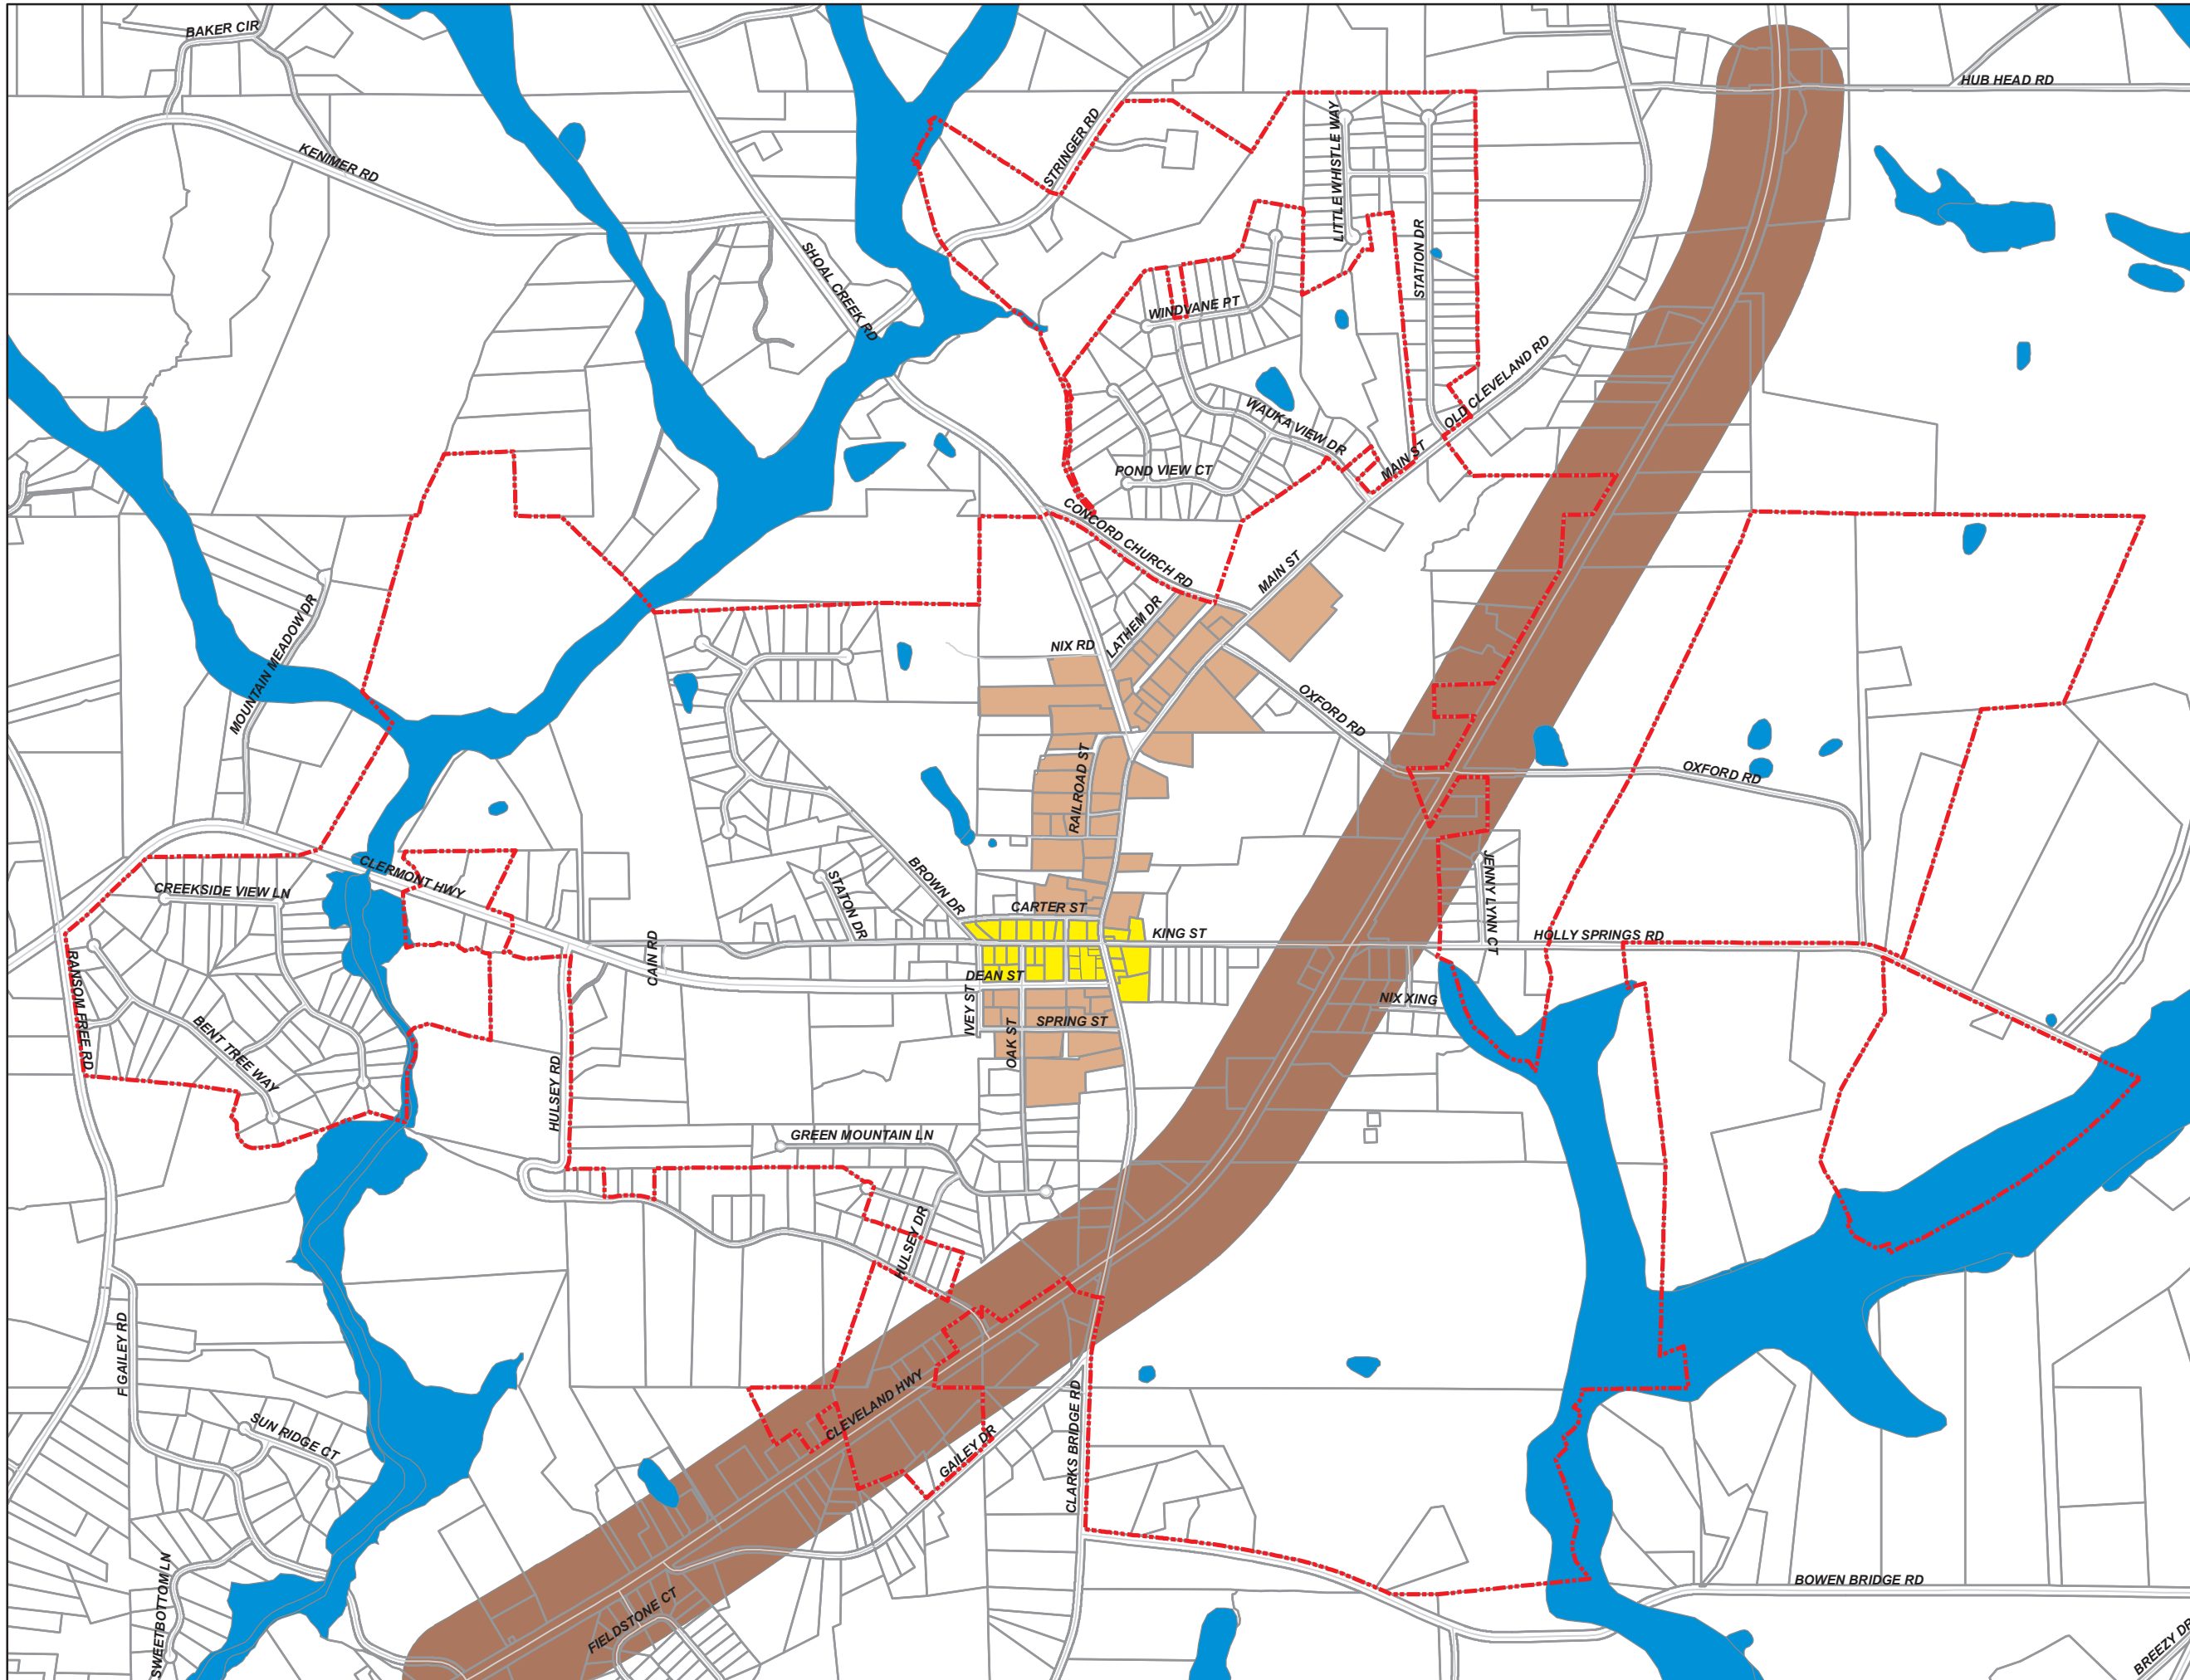 BAKER CIR
HUB HEAD RD
KENIMER RD
STRINGER RD
LITTLE WHISTLE WAY
STATION DR
SHOAL CREEK RD
WINDVANE PT
OLD CLEVELAND RD
WAUKA VIEW DR
MAIN ST
POND VIEW CT
CONCORD CHURCH RD
MAIN ST
LATHEM DR
NIX RD
MOUNTAIN MEADOW DR
OXFORD RD
RAILROAD ST
OXFORD RD
CLERMONT HWY
CREEKSIDE VIEW LN
STATON DR
BROWN DR
CARTER ST
JENNY LYNN CT
KING ST
HOLLY SPRINGS RD
CAIN RD
RANSOM FREE RD
DEAN ST
IVEY ST
NIX XING
BENT TREE WAY
OAK ST
SPRING ST
HULSEY RD
GREEN MOUNTAIN LN
HULSEY DR
F GAILEY RD
CLEVELAND HWY
SUN RIDGE CT
GAILEY DR
CLARKS BRIDGE RD
SWEETBOTTOM LN
FIELDSTONE CT
BOWEN BRIDGE RD
BREEZY DR